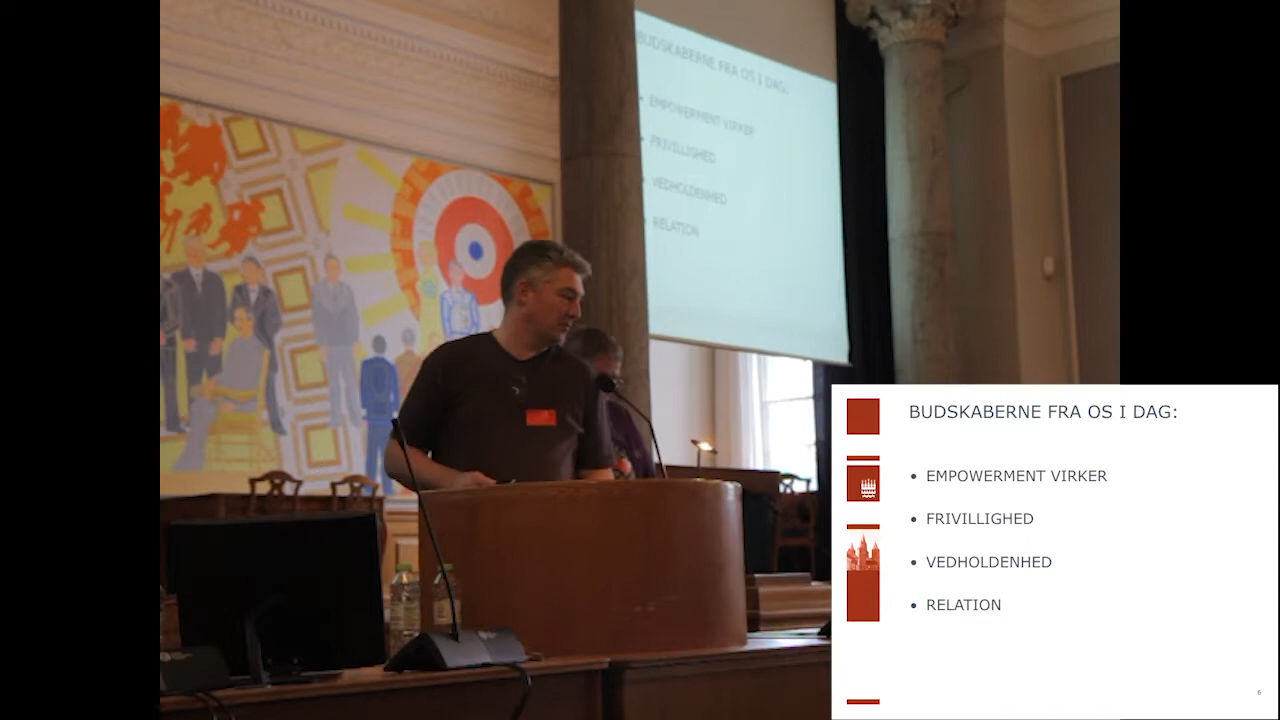 BUDSKABERNE FRA OS I DAG:
• EMPOWERMENT VIRKER
• FRIVILLIGHED
• VEDHOLDENHED
• RELATION
BUDSKABERNE FRA OS I DAG:
• EMPOWERMENT VIRKER
• FRIVILLIGHED
• VEDHOLDENHED
• RELATION
6